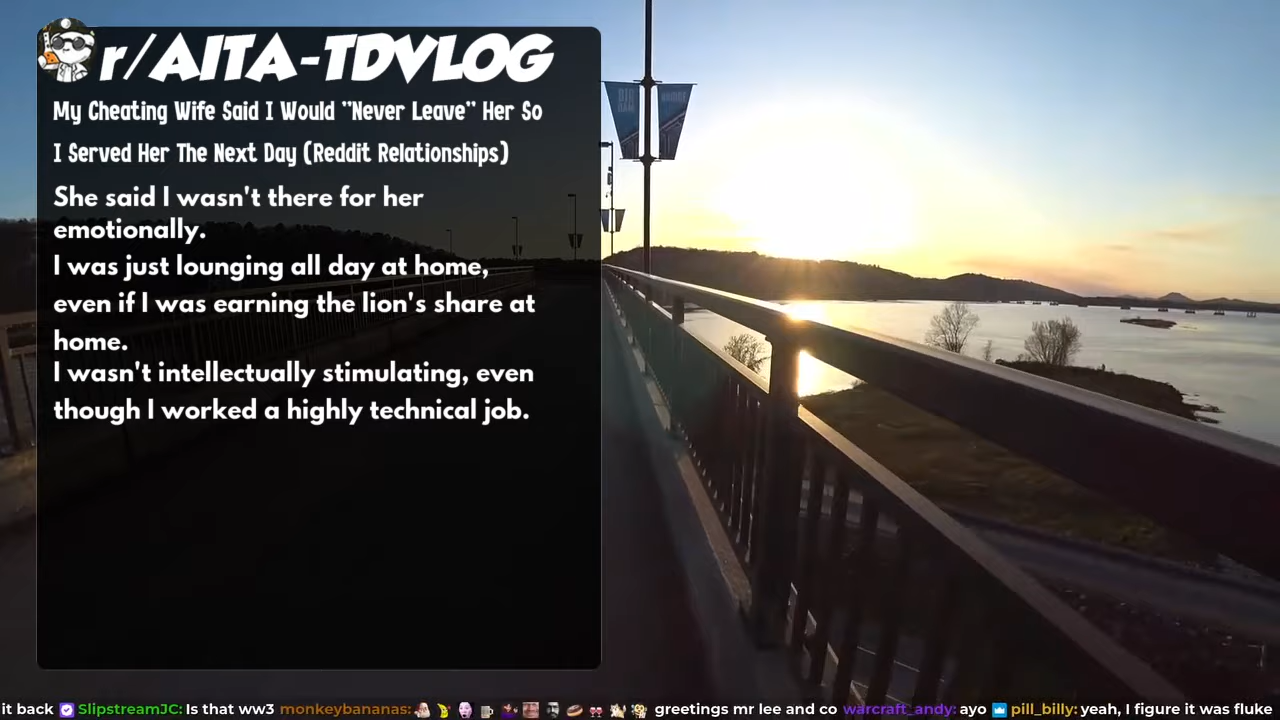 r/AITA-TDVLOG
My Cheating Wife Said I Would "Never Leave" Her So
I Served Her The Next Day (Reddit Relationships)
She said I wasn't there for her
emotionally.
I was just lounging all day at home,
even if I was earning the lion's share at
home.
I wasn't intellectually stimulating, even
though I worked a highly technical job.
BIG DAM BRIDGE
it back SlipstreamJC: Is that ww3 monkeybananas: greetings mr lee and co warcraft_andy: ayo pill_billy: yeah, I figure it was fluke